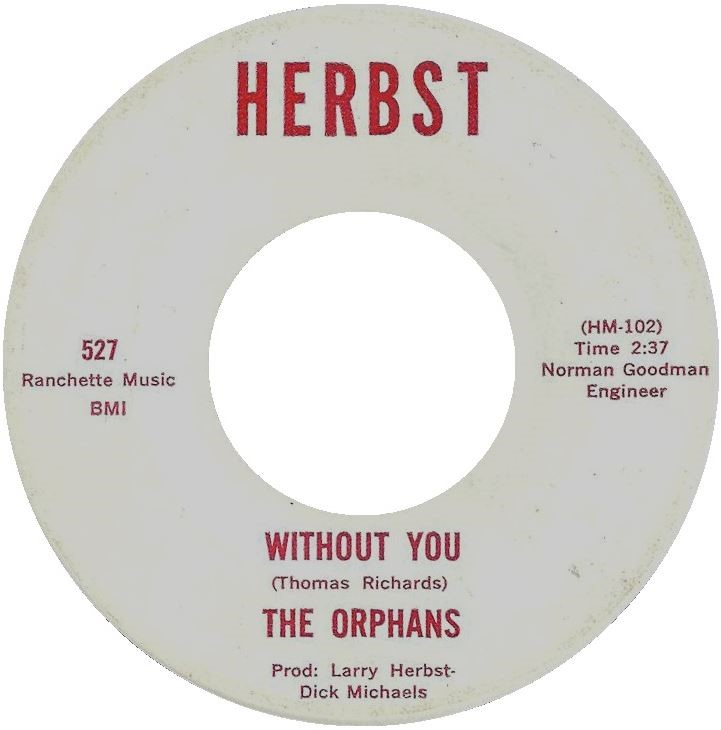 HERBST
527
Ranchette Music
BMI
(HM-102)
Time 2:37
Norman Goodman
Engineer
WITHOUT YOU
(Thomas Richards)
THE ORPHANS
Prod: Larry Herbst-
Dick Michaels